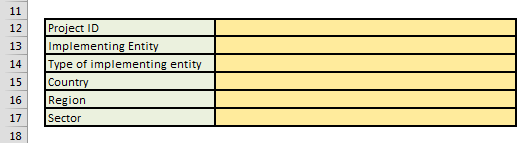 11
12 Project ID
13 Implementing Entity
14 Type of implementing entity
15 Country
16 Region
17 Sector
18